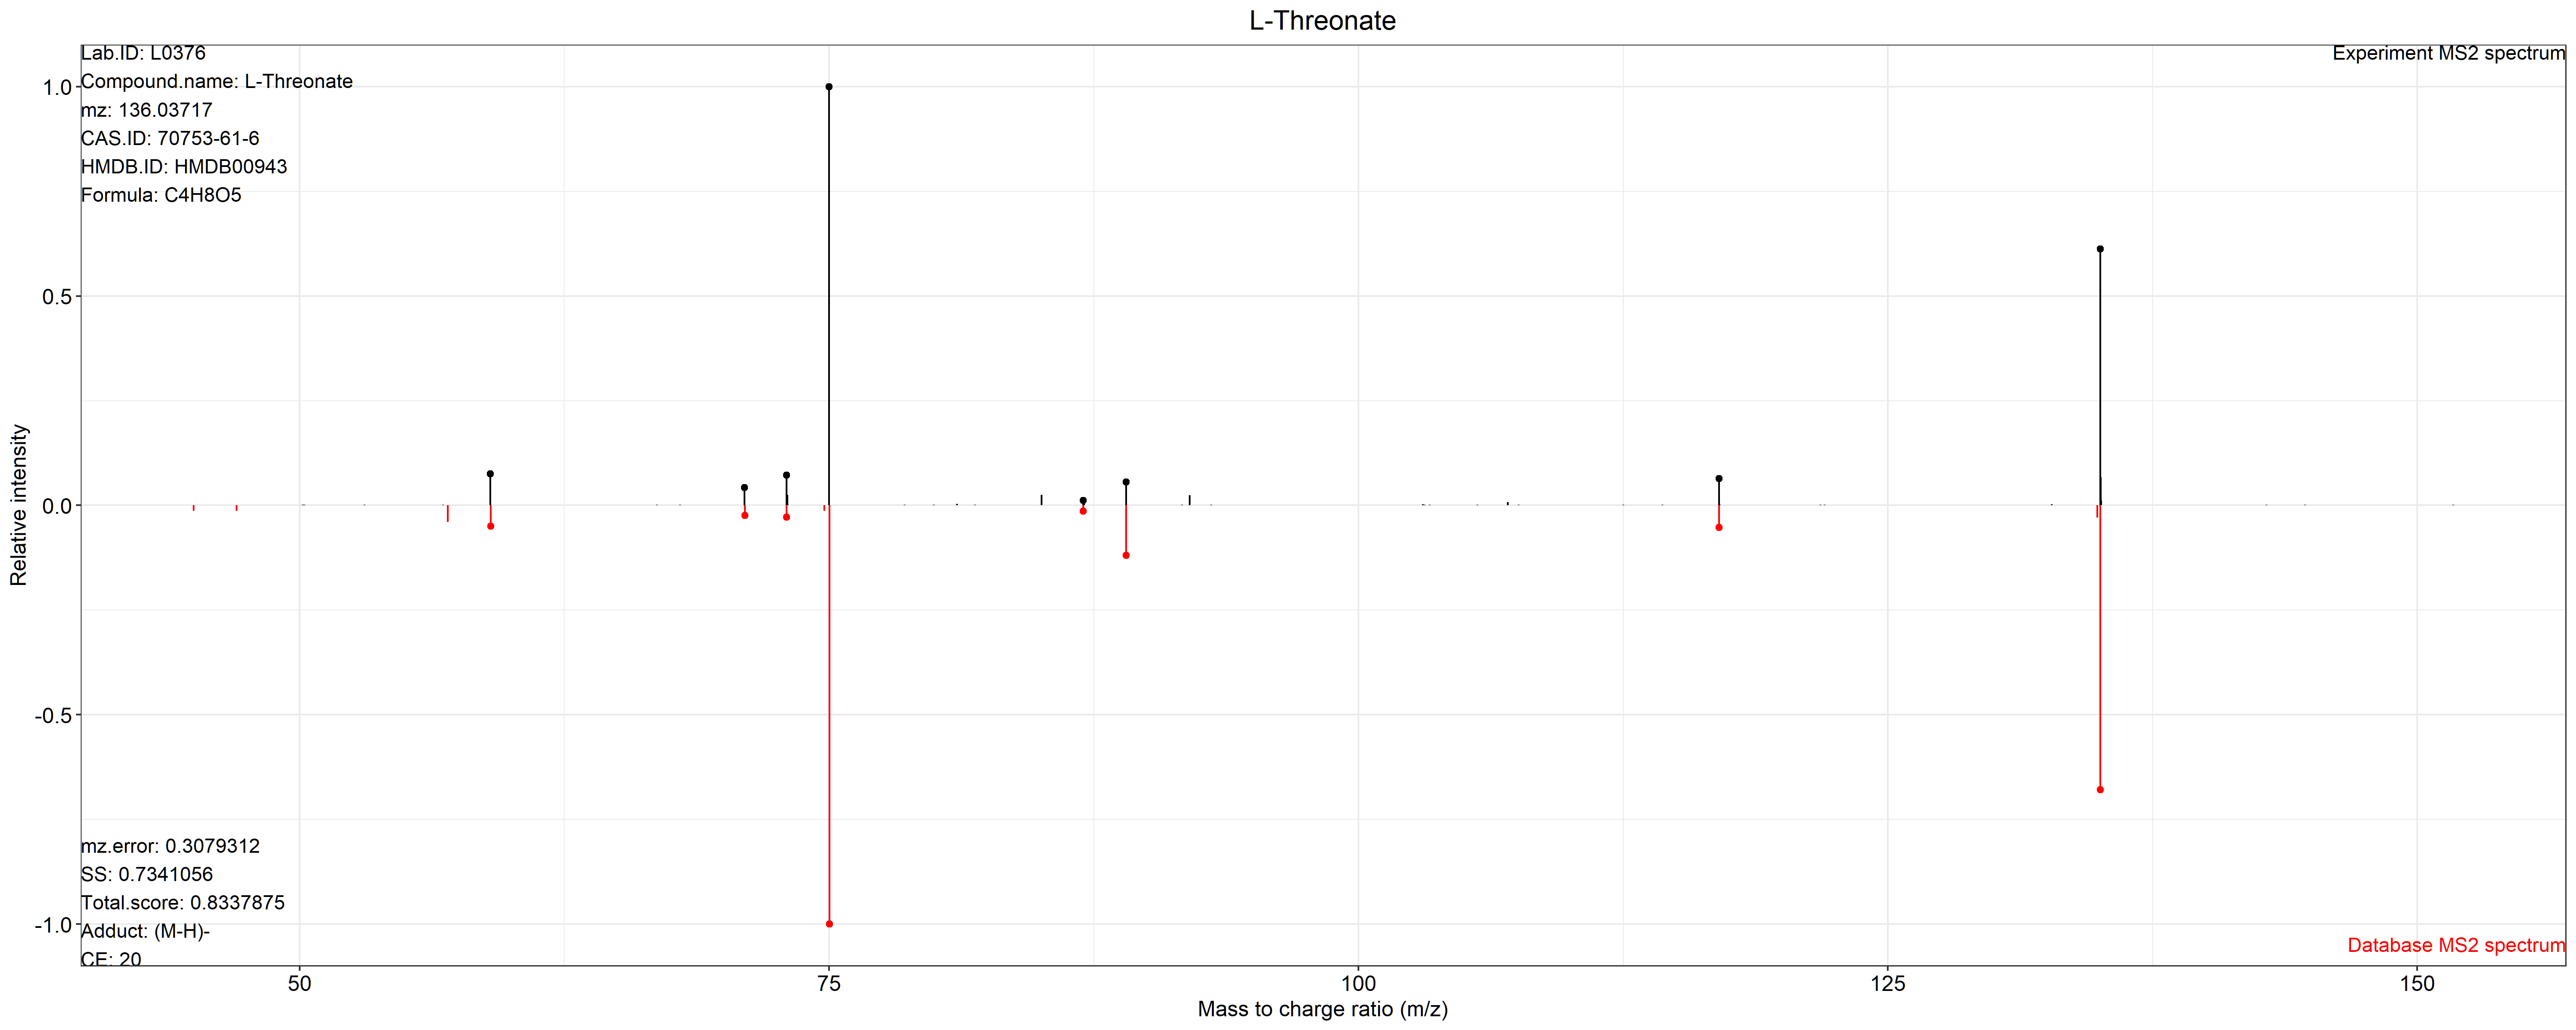 L-Threonate
Lab.ID: L0376
Experiment MS2 spectrum
Compound.name: L-Threonate
mz: 136.03717
CAS.ID: 70753-61-6
HMDB.ID: HMDB00943
Formula: C4H8O5
1.0
0.5
0.0
-0.5
-1.0
Relative intensity
mz.error: 0.3079312
SS: 0.7341056
Total.score: 0.8337875
Adduct: (M-H)-
CE: 20
Database MS2 spectrum
50 75 100 125 150
Mass to charge ratio (m/z)